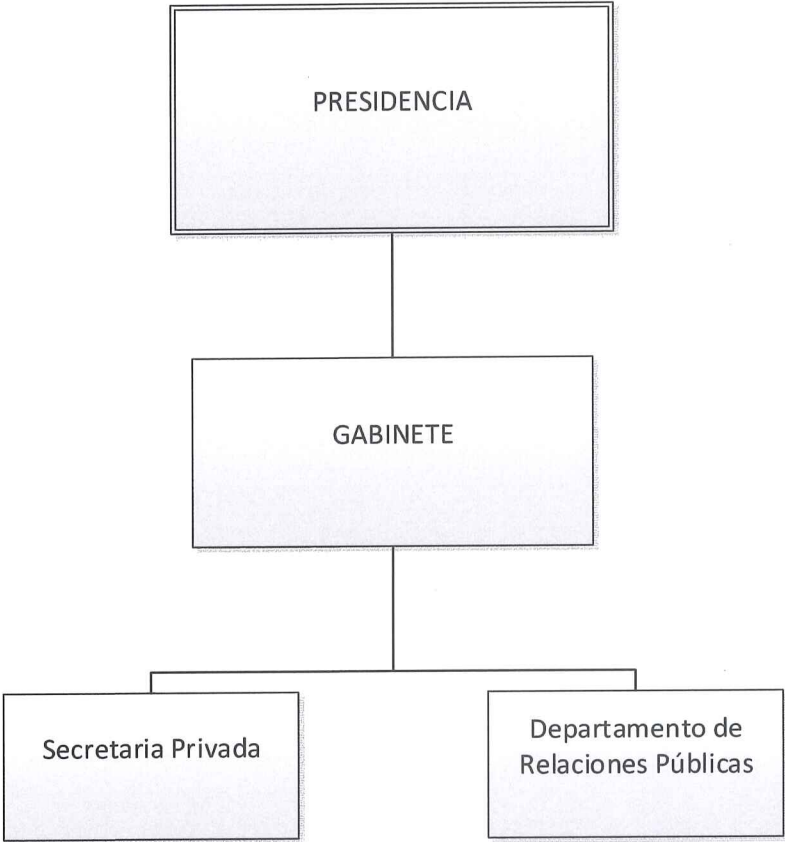 PRESIDENCIA
GABINETE
Secretaria Privada
Departamento de
Relaciones Públicas